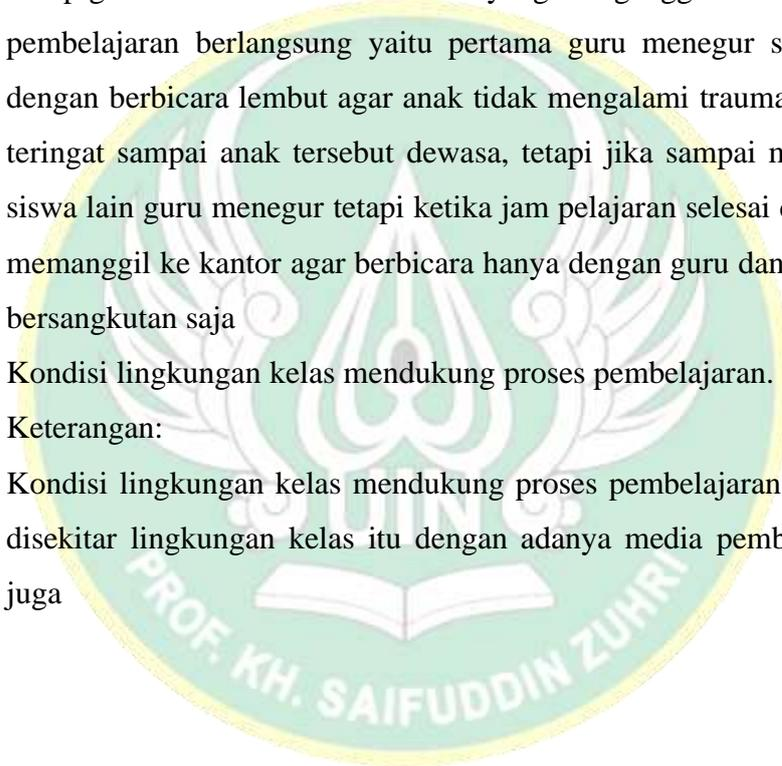 pembelajaran berlangsung yaitu pertama guru menegur
dengan berbicara lembut agar anak tidak mengalami trauma
teringat sampai anak tersebut dewasa, tetapi jika sampai
siswa lain guru menegur tetapi ketika jam pelajaran selesai
memanggil ke kantor agar berbicara hanya dengan guru dan
bersangkutan saja
Kondisi lingkungan kelas mendukung proses pembelajaran.
Keterangan:
Kondisi lingkungan kelas mendukung proses pembelajaran
disekitar lingkungan kelas itu dengan adanya media
juga
UIN
PROF. KH. SAIFUDDIN ZUHRI